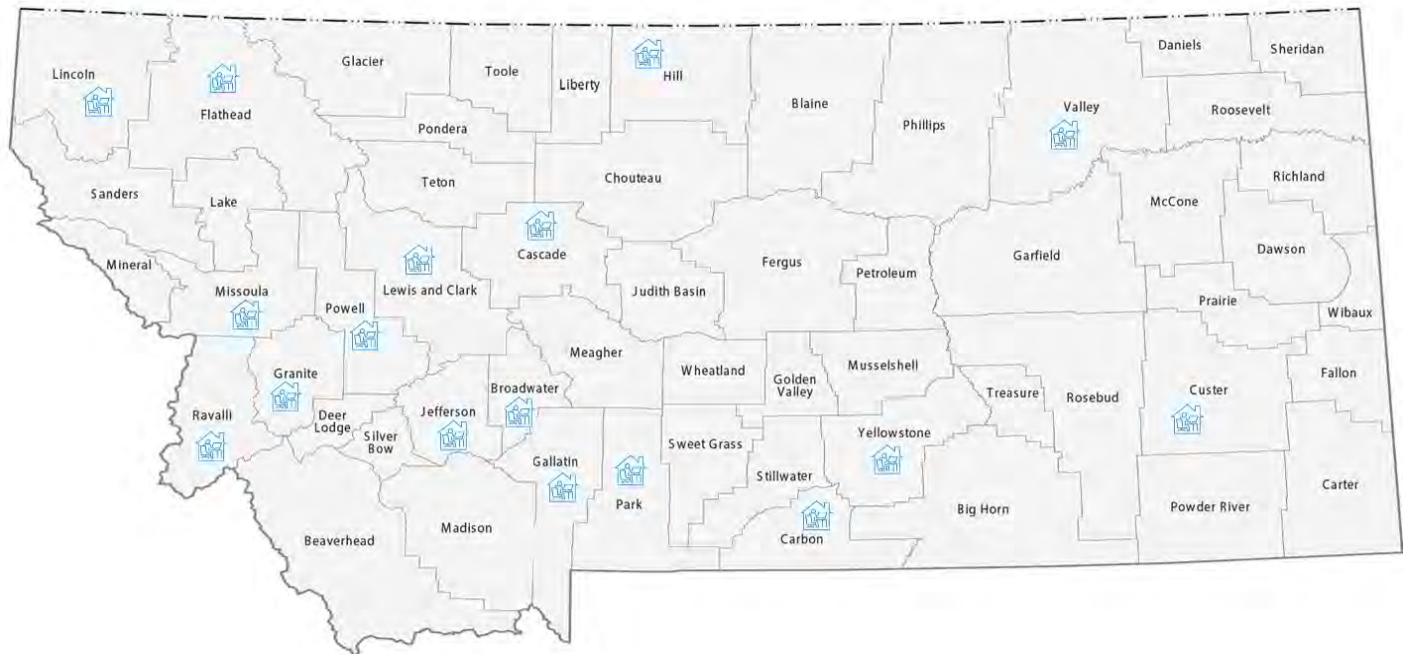 Daniels
Sheridan
Glacier
Toole
Lincoln
Hill
Liberty
Flathead
Blaine
Valley
Roosevelt
Phillips
Pondera
Richland
Teton
Chouteau
Sanders
Lake
McCone
Dawson
Cascade
Garfield
Mineral
Fergus
Petroleum
Missoula
Lewis and Clark
Judith Basin
Prairie
Powell
Wibaux
Meagher
Wheatland
Musselshell
Granite
Golden
Valley
Fallon
Broadwater
Treasure
Custer
Rosebud
Ravalli
Deer
Lodge
Jefferson
Silver
Bow
Yellowstone
Sweet Grass
Gallatin
Stillwater
Carter
Park
Big Horn
Powder River
Madison
Beaverhead
Carbon